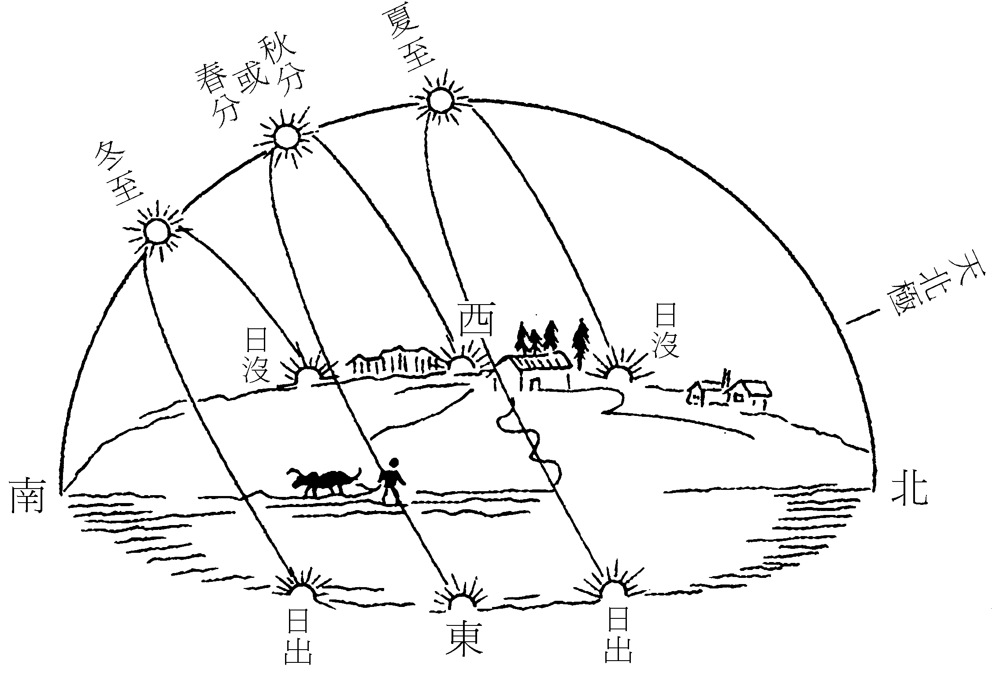 夏至
秋分
或
春分
冬至
天北極
西
日沒
日沒
南
北
日出
東
日出